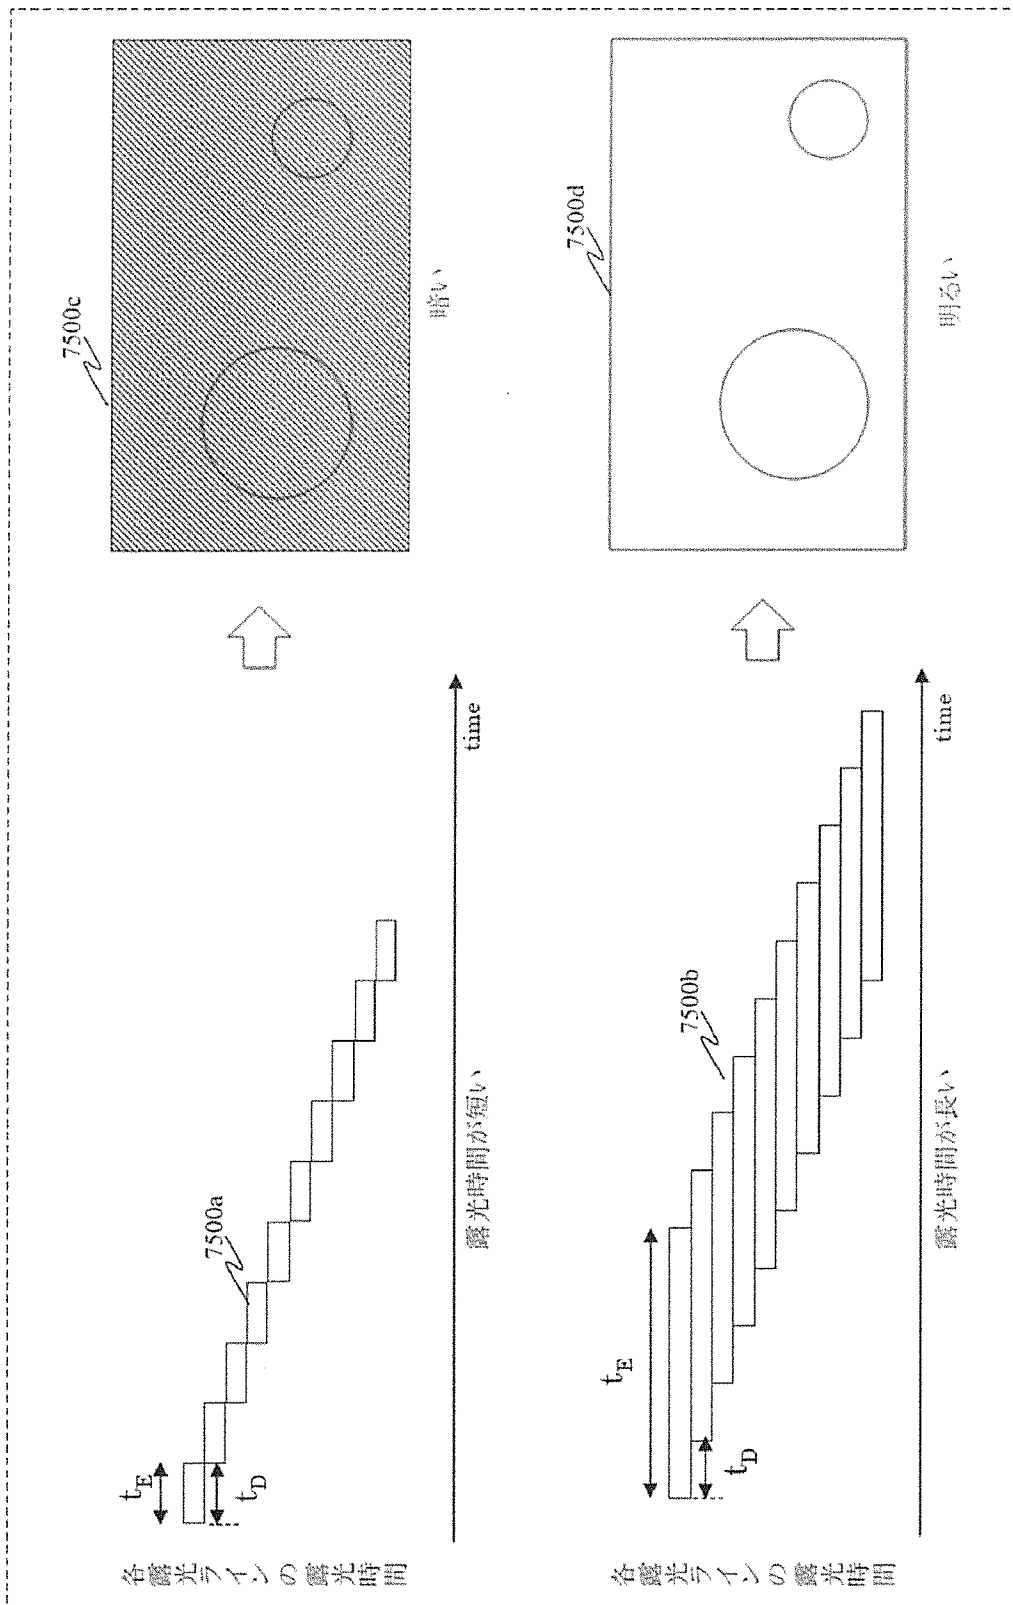 各露光ラインの露光時間
t_E
t_D
7500a
time
露光時間が短い
7500c
暗い
各露光ラインの露光時間
t_E
t_D
7500b
time
露光時間が長い
7500d
明るい